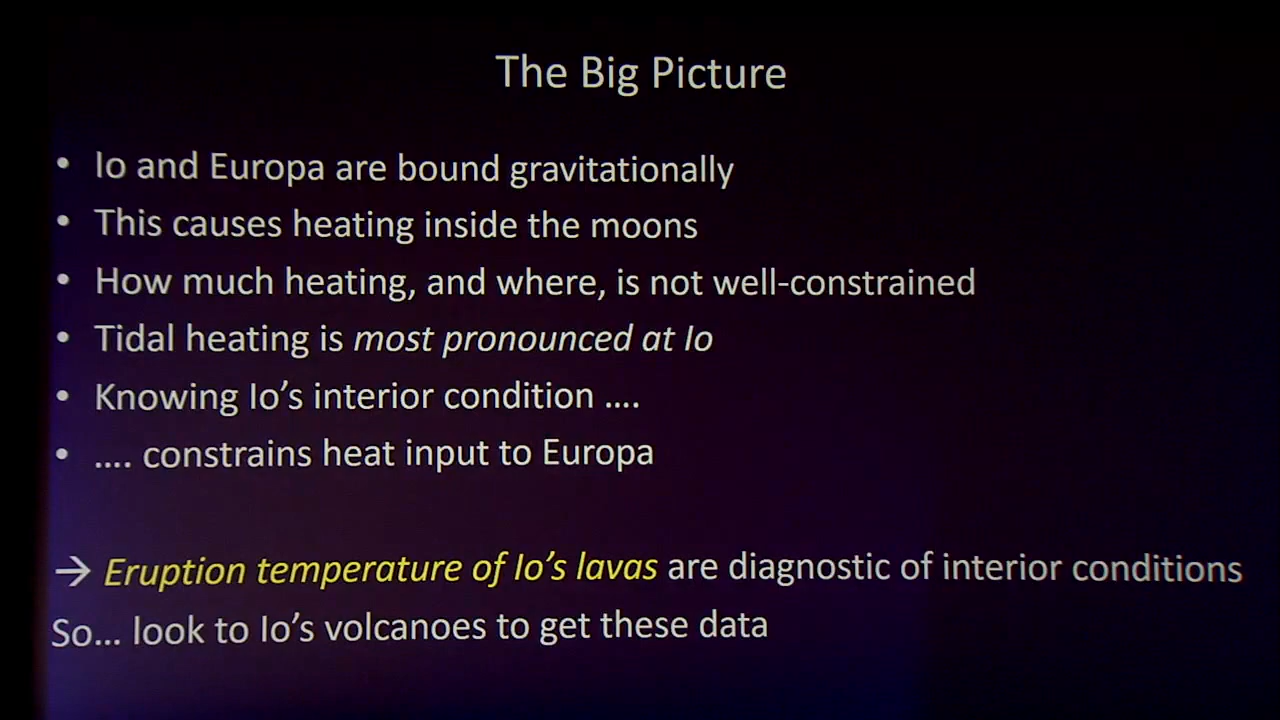 The Big Picture
• Io and Europa are bound gravitationally
• This causes heating inside the moons
• How much heating, and where, is not well-constrained
• Tidal heating is most pronounced at Io
• Knowing Io’s interior condition ....
• .... constrains heat input to Europa
→ Eruption temperature of Io’s lavas are diagnostic of interior conditions
So... look to Io’s volcanoes to get these data